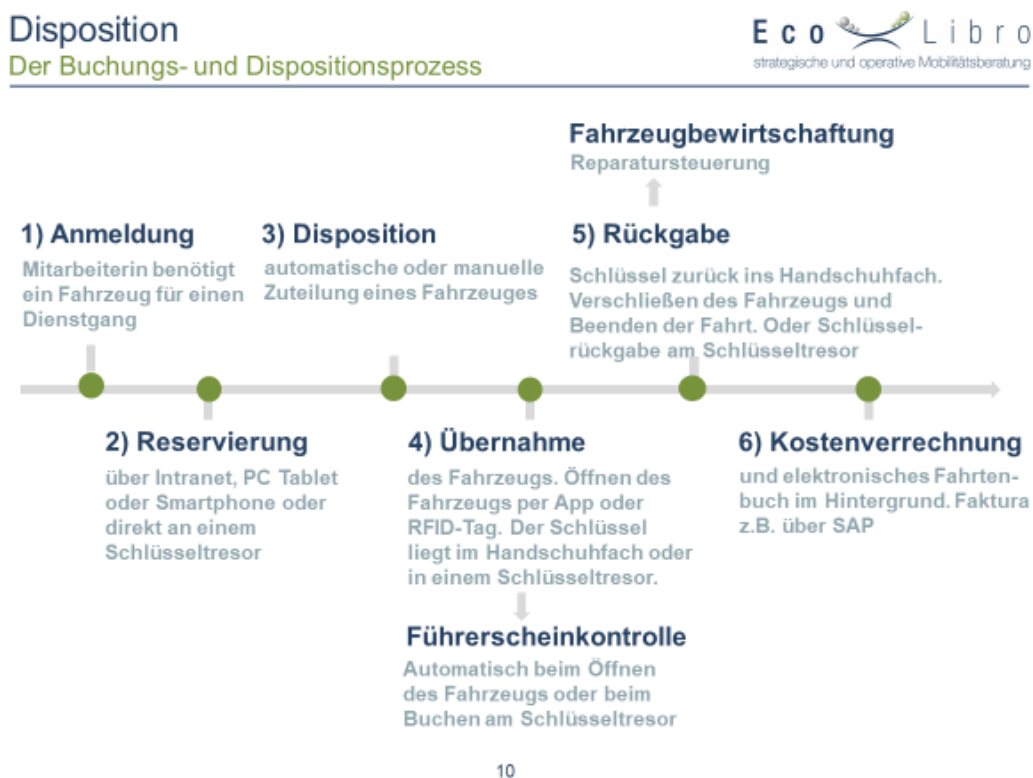 Disposition
Der Buchungs- und Dispositionsprozess
Eco Libro
strategische und operative Mobilitätsberatung
Fahrzeugbewirtschaftung
Reparatursteuerung
1) Anmeldung
Mitarbeiterin benötigt
ein Fahrzeug für einen
Dienstgang
3) Disposition
automatische oder manuelle
Zuteilung eines Fahrzeuges
5) Rückgabe
Schlüssel zurück ins Handschuhfach.
Verschließen des Fahrzeugs und
Beenden der Fahrt. Oder Schlüssel-
rückgabe am Schlüsseltresor
2) Reservierung
über Intranet, PC Tablet
oder Smartphone oder
direkt an einem
Schlüsseltresor
4) Übernahme
des Fahrzeugs. Öffnen des
Fahrzeugs per App oder
RFID-Tag. Der Schlüssel
liegt im Handschuhfach oder
in einem Schlüsseltresor.
6) Kostenverrechnung
und elektronisches Fahrten-
buch im Hintergrund. Faktura
z.B. über SAP
Führerscheinkontrolle
Automatisch beim Öffnen
des Fahrzeugs oder beim
Buchen am Schlüsseltresor
10